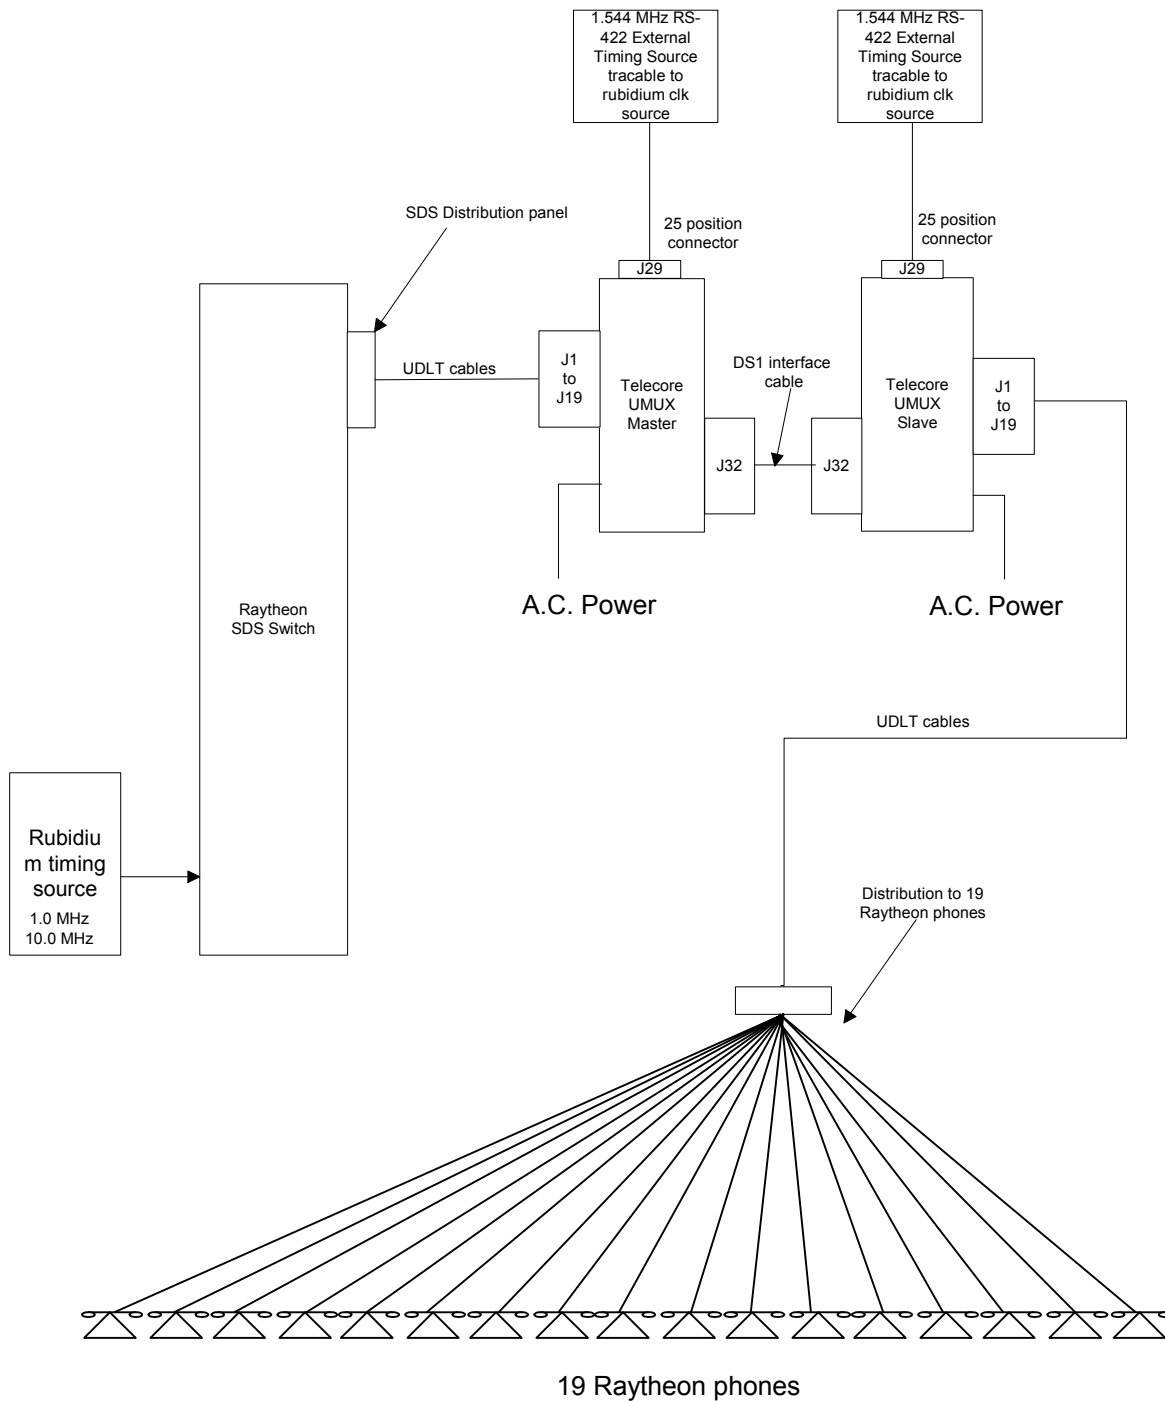 1.544 MHz RS-
422 External
Timing Source
tracable to
rubidium clk
source
1.544 MHz RS-
422 External
Timing Source
tracable to
rubidium clk
source
SDS Distribution panel
25 position
connector
25 position
connector
J29
J29
UDLT cables
J1
to
J19
Telecore
UMUX
Master
DS1 interface
cable
Telecore
UMUX
Slave
J1
to
J19
J32
J32
A.C. Power
A.C. Power
Raytheon
SDS Switch
UDLT cables
Rubidiu
m timing
source
1.0 MHz
10.0 MHz
Distribution to 19
Raytheon phones
19 Raytheon phones